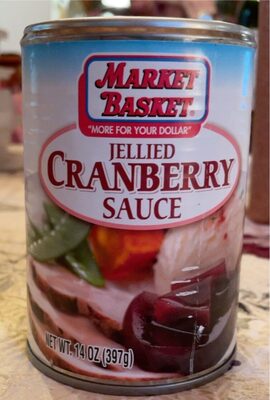 MARKET
BASKET
"MORE FOR YOUR DOLLAR"
JELLIED
CRANBERRY
SAUCE
NET WT. 14 OZ (397g)